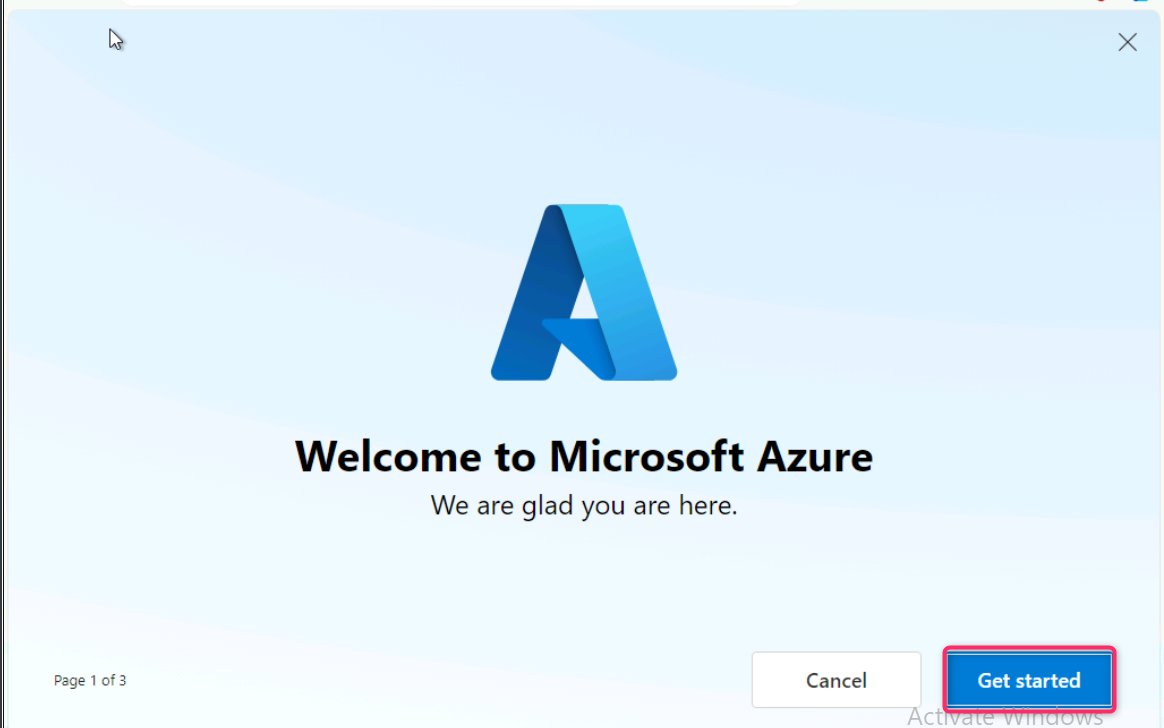 Welcome to Microsoft Azure
We are glad you are here.
Page 1 of 3
Cancel
Get started
Activate Windows